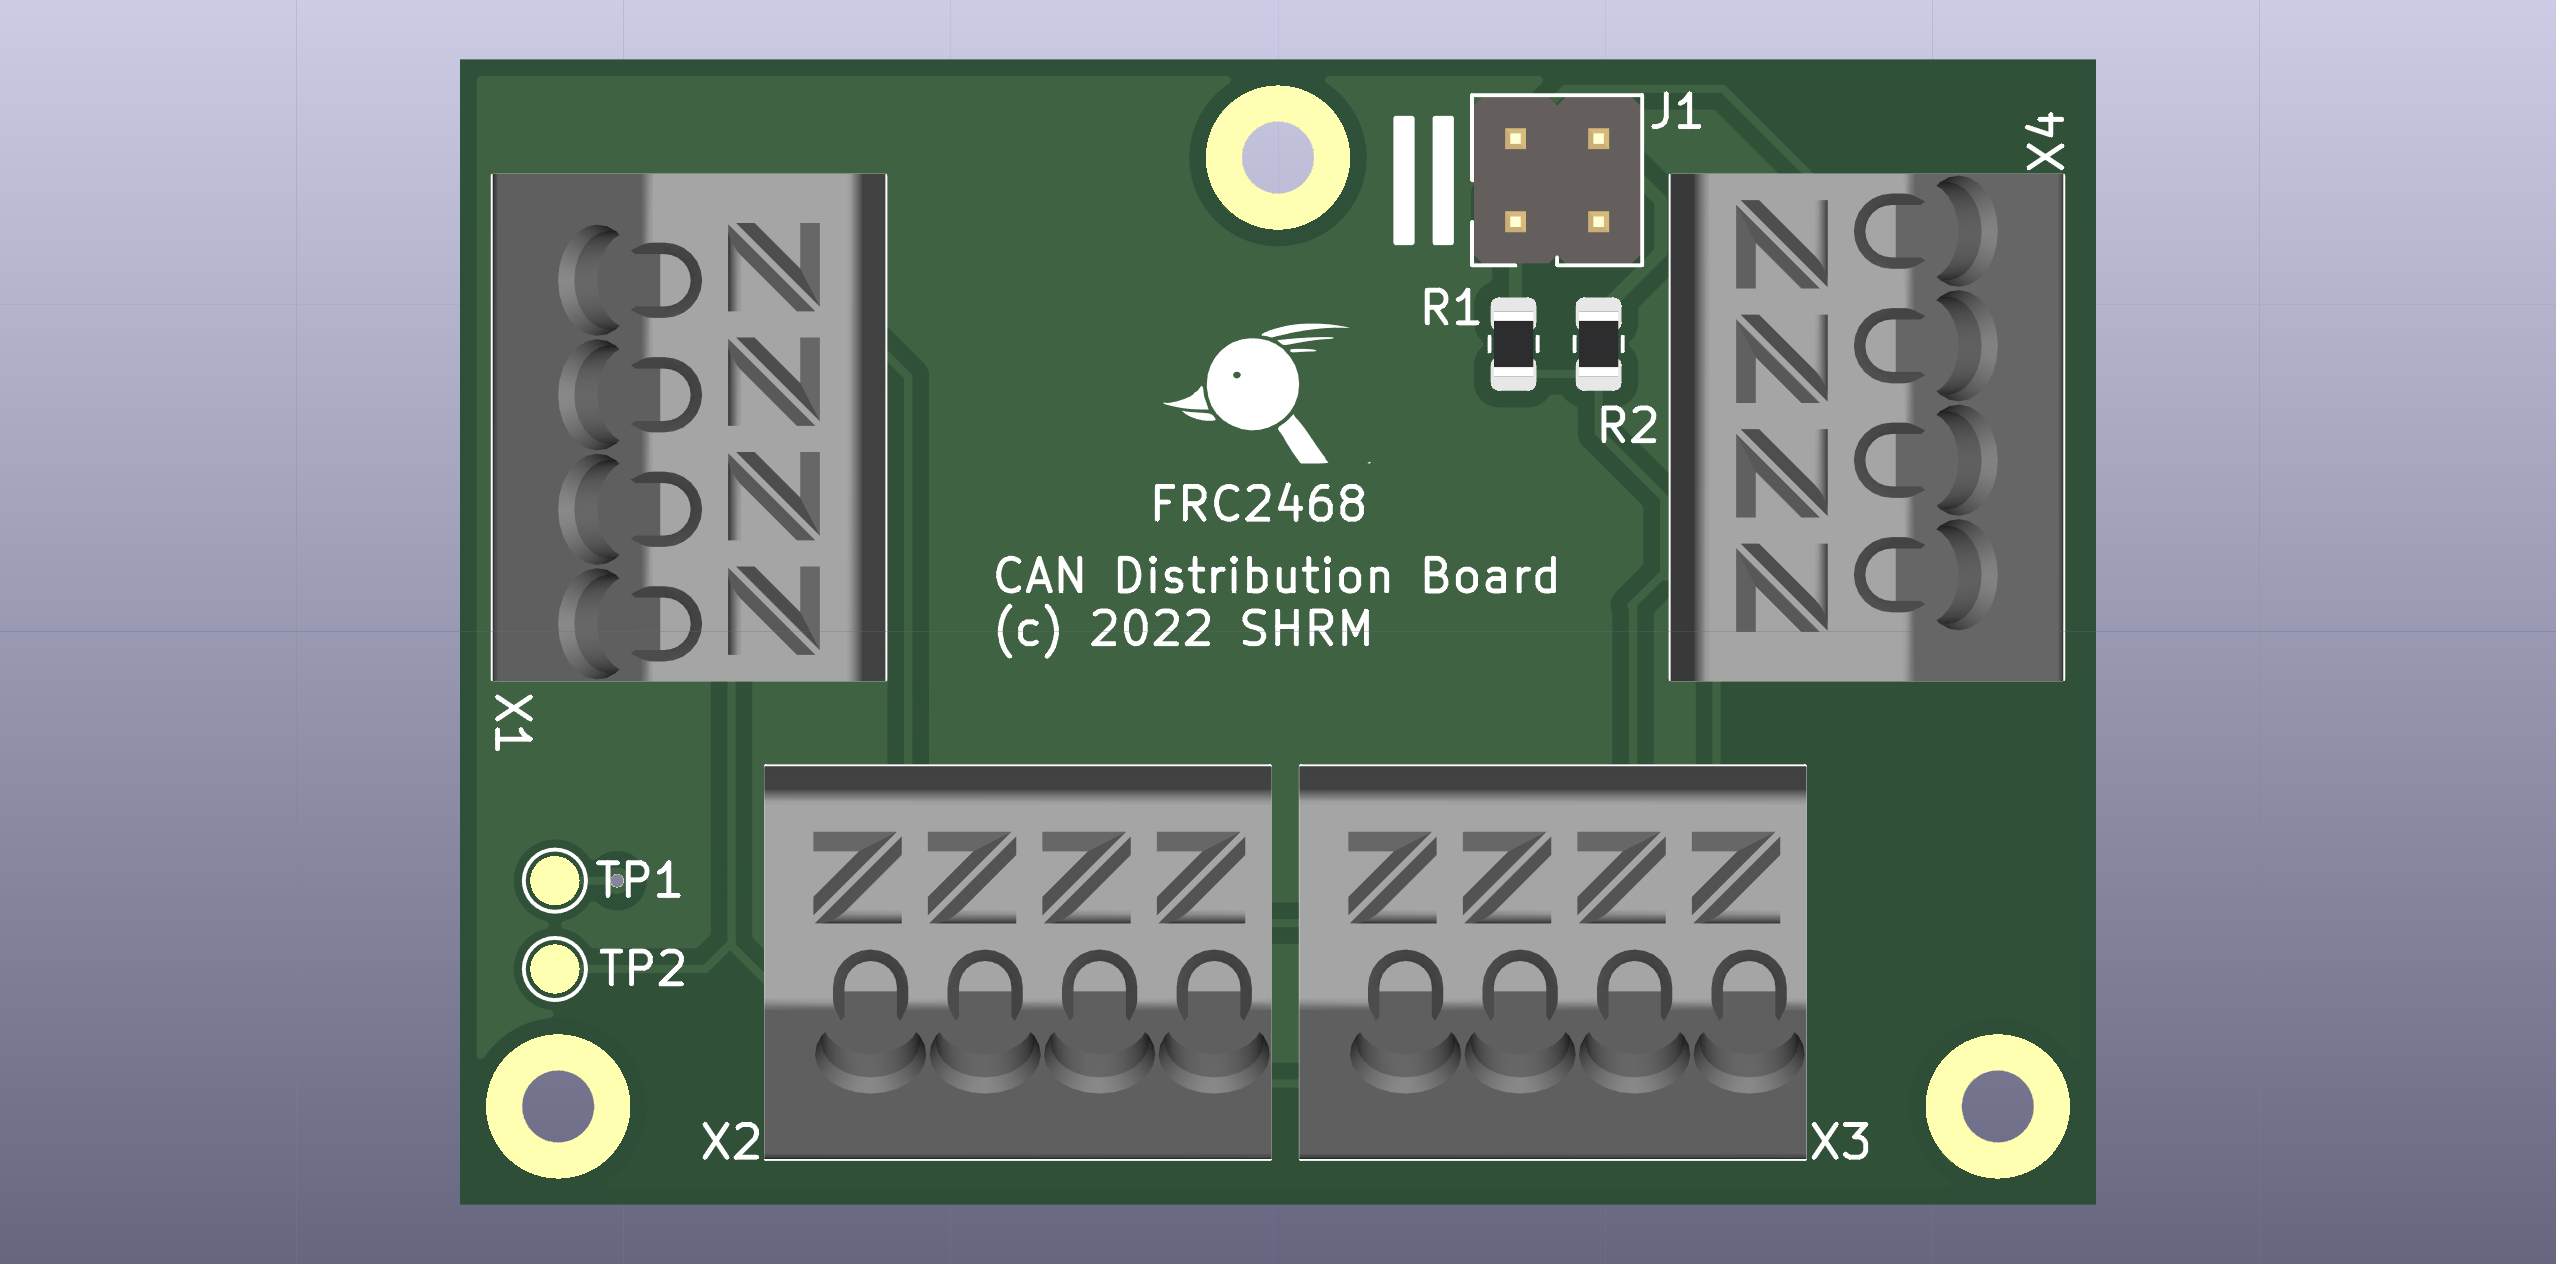 J1
X4
R1
R2
FRC2468
CAN Distribution Board
(c) 2022 SHRM
X1
TP1
TP2
X2
X3